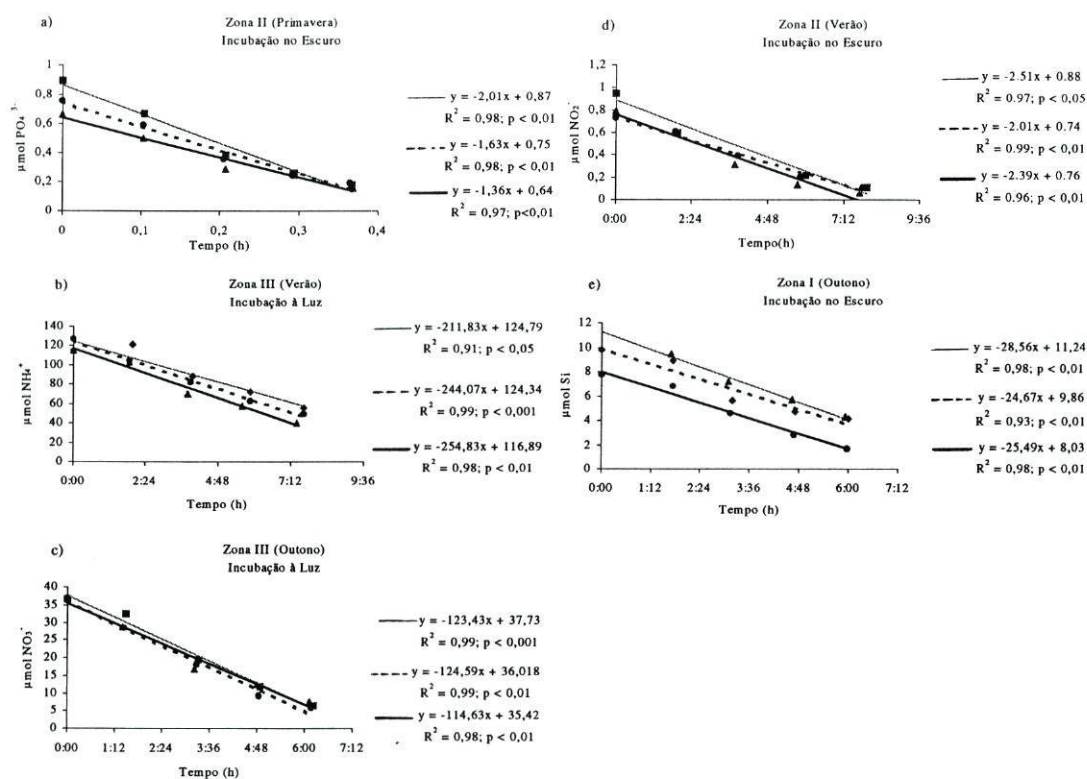 a)
Zona II (Primavera)
Incubação no Escuro
μmol PO₄ ³⁻
1
0,8
0,6
0,4
0,2
0
0
0,1
0,2
0,3
0,4
Tempo (h)
y = -2,01x + 0,87
R² = 0,98; p < 0,01
y = -1,63x + 0,75
R² = 0,98; p < 0,01
y = -1,36x + 0,64
R² = 0,97; p<0,01
d)
Zona II (Verão)
Incubação no Escuro
μmol NO₂⁻
1,2
1
0,8
0,6
0,4
0,2
0
0:00
2:24
4:48
7:12
9:36
Tempo(h)
y = -2.51x + 0.88
R² = 0.97; p < 0,05
y = -2.01x + 0.74
R² = 0.99; p < 0,01
y = -2.39x + 0.76
R² = 0.96; p < 0,01
b)
Zona III (Verão)
Incubação à Luz
μmol NH₄⁺
140
120
100
80
60
40
20
0
0:00
2:24
4:48
7:12
9:36
Tempo (h)
y = -211,83x + 124,79
R² = 0,91; p < 0,05
y = -244,07x + 124,34
R² = 0,99; p < 0,001
y = -254,83x + 116,89
R² = 0,98; p < 0,01
e)
Zona I (Outono)
Incubação no Escuro
μmol Si
12
10
8
6
4
2
0
0:00
1:12
2:24
3:36
4:48
6:00
7:12
Tempo (h)
y = -28,56x + 11,24
R² = 0,98; p < 0,01
y = -24,67x + 9,86
R² = 0,93; p < 0,01
y = -25,49x + 8,03
R² = 0,98; p < 0,01
c)
Zona III (Outono)
Incubação à Luz
μmol NO₃⁻
40
35
30
25
20
15
10
5
0
0:00
1:12
2:24
3:36
4:48
6:00
7:12
Tempo (h)
y = -123,43x + 37,73
R² = 0,99; p < 0,001
y = -124,59x + 36,018
R² = 0,99; p < 0,01
y = -114,63x + 35,42
R² = 0,98; p < 0,01